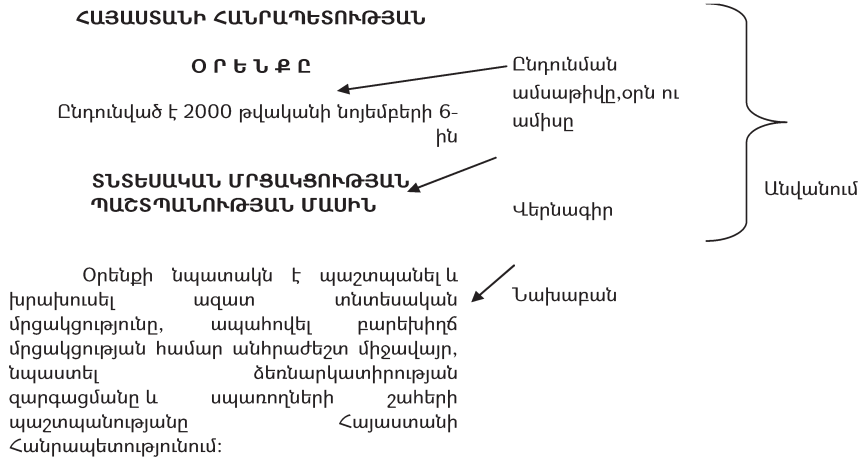 ՀԱՅԱՍՏԱՆԻ ՀԱՆՐԱՊԵՏՈՒԹՅԱՆ
Օ Ր Ե Ն Ք Ը
Ընդունված է 2000 թվականի նոյեմբերի 6-
ին
ՏՆՏԵՍԱԿԱՆ ՄՐՑԱԿՑՈՒԹՅԱՆ
ՊԱՇՏՊԱՆՈՒԹՅԱՆ ՄԱՍԻՆ
Օրենքի նպատակն է պաշտպանել և
խրախուսել ազատ տնտեսական
մրցակցությունը, ապահովել բարեխիղճ
մրցակցության համար անհրաժեշտ միջավայր,
նպաստել ձեռնարկատիրության
զարգացմանը և սպառողների շահերի
պաշտպանությանը Հայաստանի
Հանրապետությունում:
Ընդունման
ամսաթիվը,օրն ու
ամիսը
Վերնագիր
Նախաբան
Անվանում